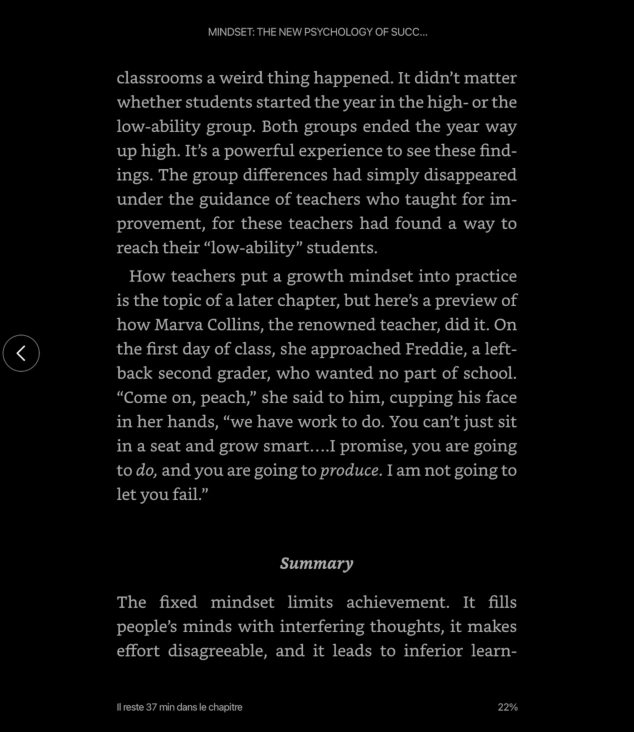 MINDSET: THE NEW PSYCHOLOGY OF SUCC...
classrooms a weird thing happened. It didn’t matter
whether students started the year in the high- or the
low-ability group. Both groups ended the year way
up high. It’s a powerful experience to see these find-
ings. The group differences had simply disappeared
under the guidance of teachers who taught for im-
provement, for these teachers had found a way to
reach their “low-ability” students.
How teachers put a growth mindset into practice
is the topic of a later chapter, but here’s a preview of
how Marva Collins, the renowned teacher, did it. On
the first day of class, she approached Freddie, a left-
back second grader, who wanted no part of school.
“Come on, peach,” she said to him, cupping his face
in her hands, “we have work to do. You can’t just sit
in a seat and grow smart….I promise, you are going
to do, and you are going to produce. I am not going to
let you fail.”
Summary
The fixed mindset limits achievement. It fills
people’s minds with interfering thoughts, it makes
effort disagreeable, and it leads to inferior learn-
Il reste 37 min dans le chapitre
22%